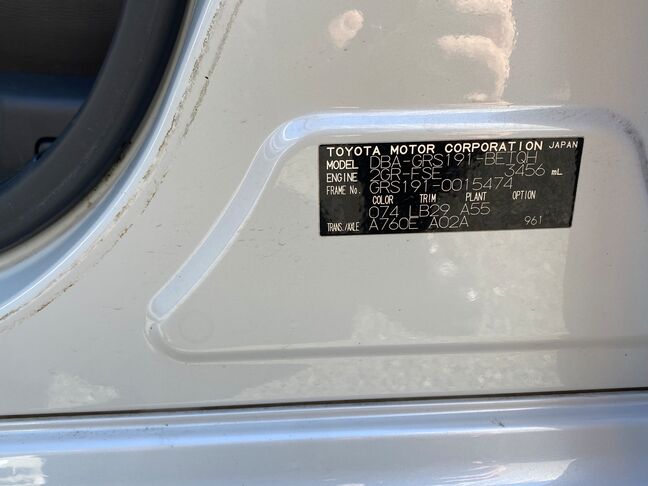 TOYOTA MOTOR CORPORATION JAPAN
MODEL DBA-GRS191-BETQH
ENGINE 2GR-FSE 3456 mL
FRAME No. GRS191-0015474
COLOR TRIM PLANT OPTION
074 LB29 A55
TRANS./AXLE A760E A02A 961